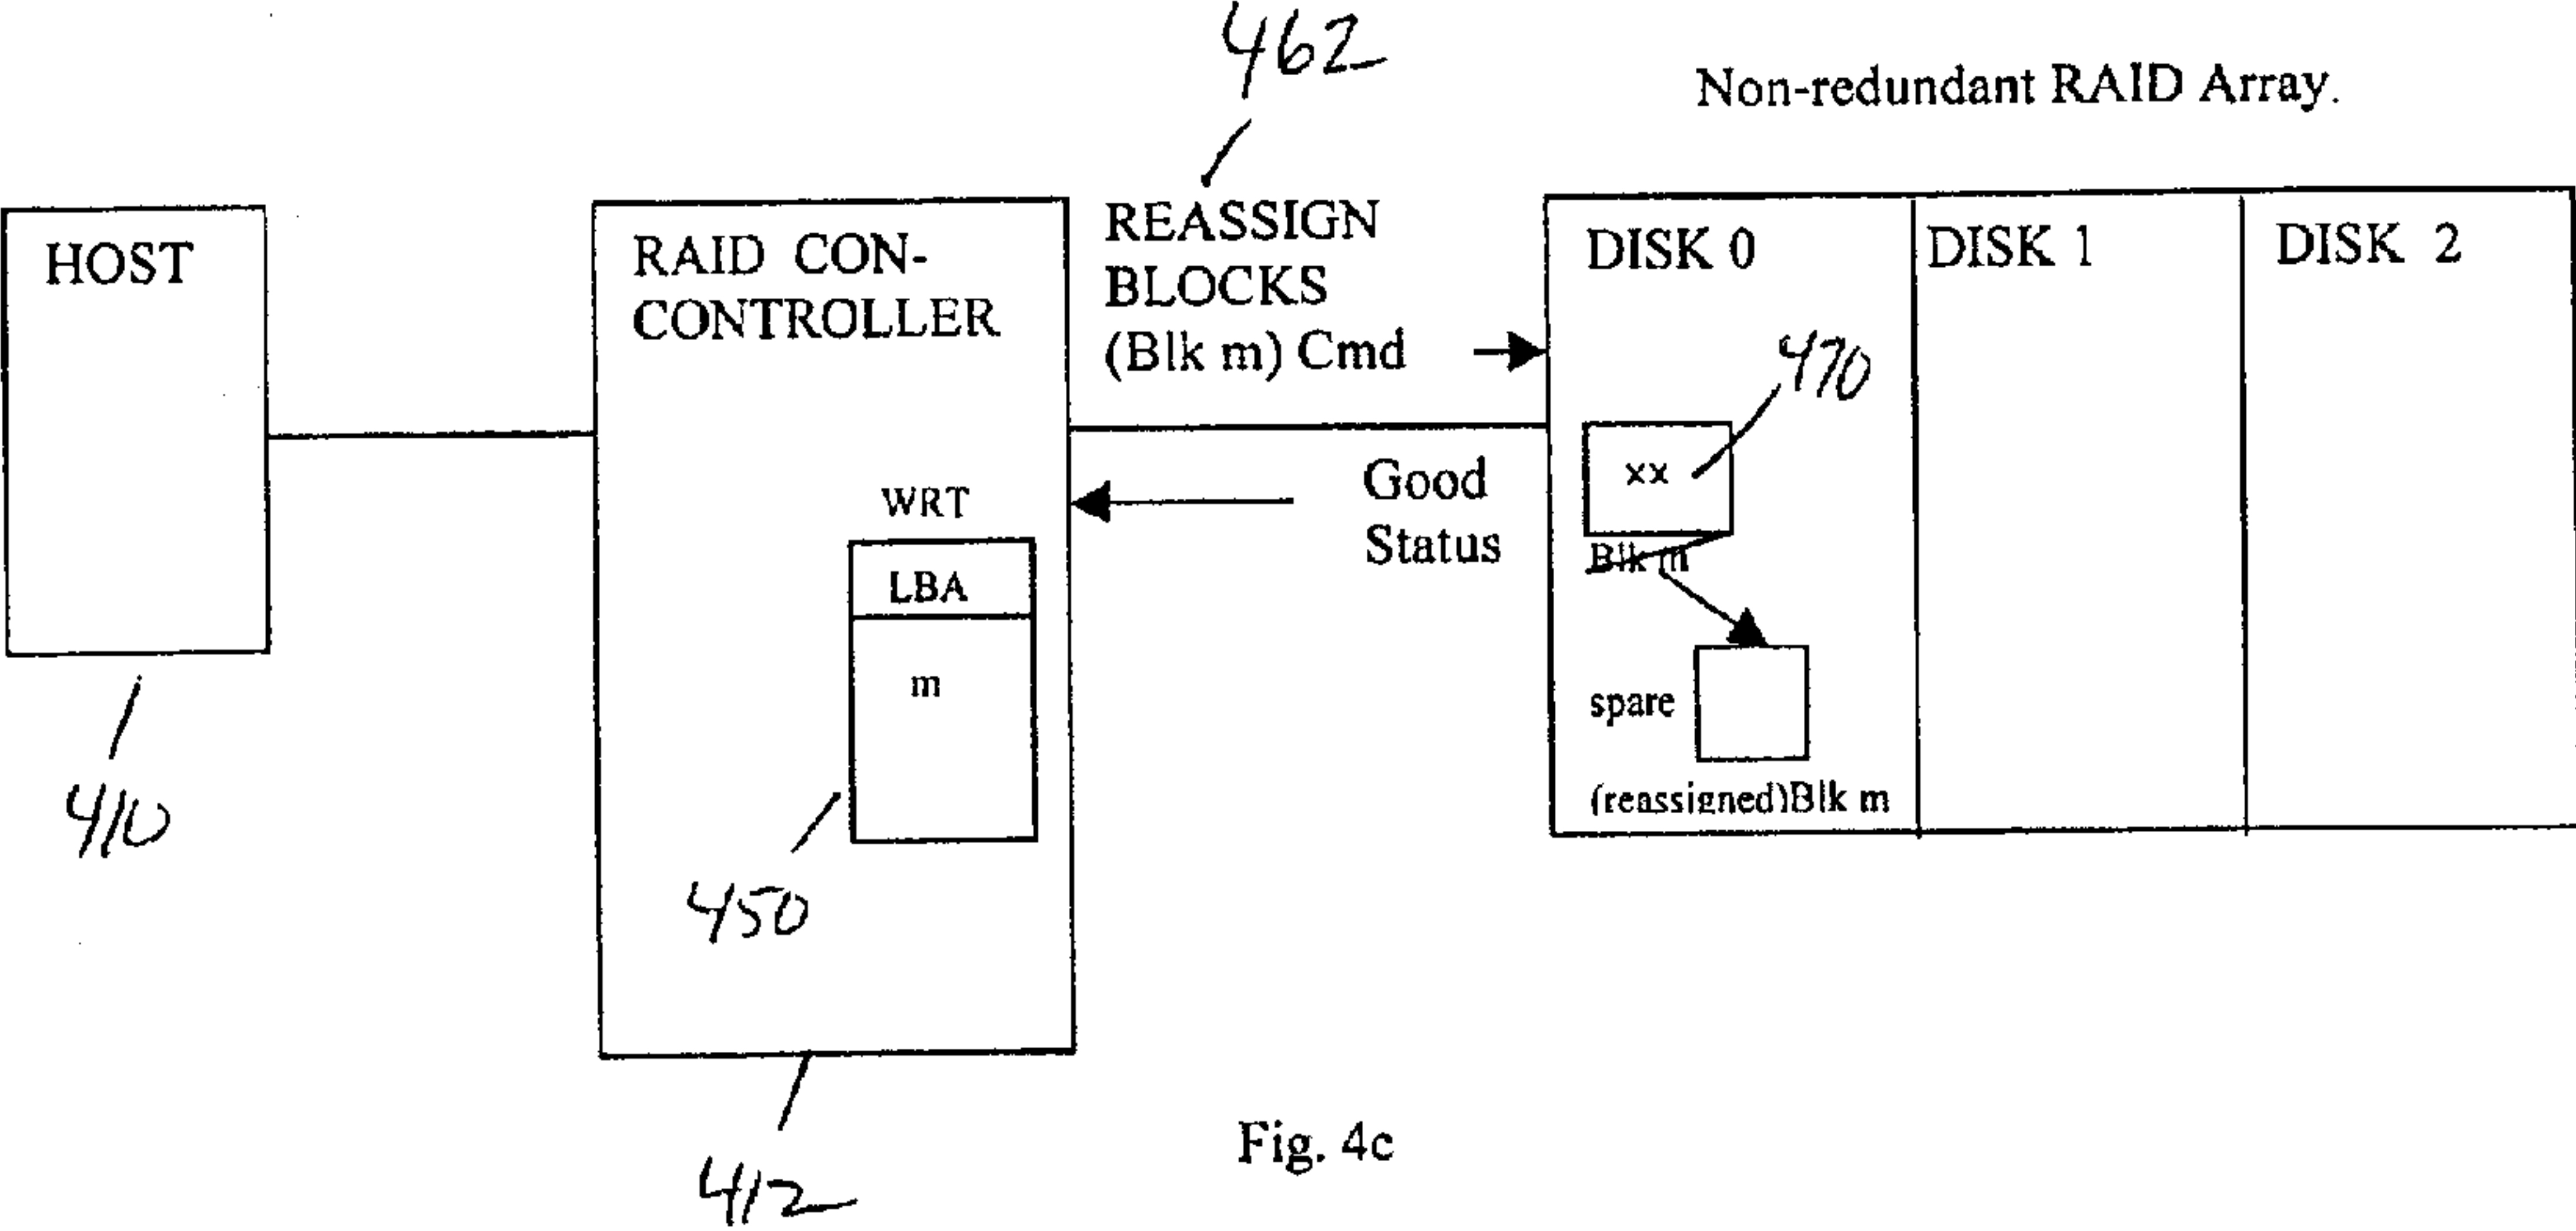 462
Non-redundant RAID Array.
HOST
RAID CON-
CONTROLLER
REASSIGN
BLOCKS
(Blk m) Cmd
DISK 0
DISK 1
DISK 2
470
xx
Good
Status
WRT
Blk m
LBA
m
spare
(reassigned)Blk m
410
450
412
Fig. 4c